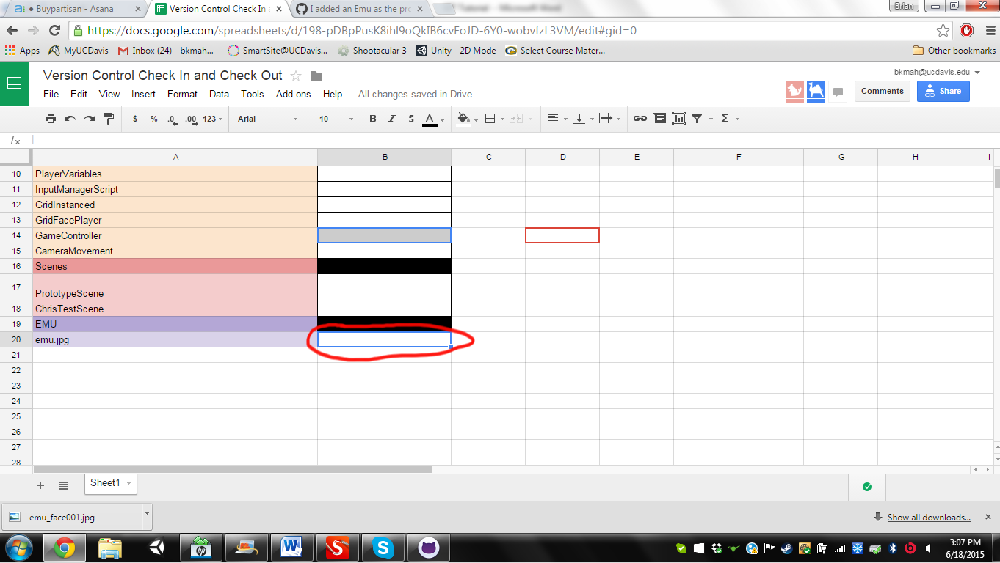 Buypartisan - Asana
Version Control Check In a
I added an Emu as the pro
Tutorial - Microsoft Word
Brian
https://docs.google.com/spreadsheets/d/198-pDBpPusK8ihl9oQkIB6cvFoJD-6Y0-wobvfzL3VM/edit#gid=0
Apps
MyUCDavis
Inbox (24) - bkmah...
SmartSite@UCDavis...
Shootacular 3
Unity - 2D Mode
Select Course Mater...
Other bookmarks
Version Control Check In and Check Out
bkmah@ucdavis.edu
File Edit View Insert Format Data Tools Add-ons Help All changes saved in Drive
Comments
Share
$ % .0 .00 123 Arial 10 B I S A Σ
fx
A B C D E F G H I
10 PlayerVariables
11 InputManagerScript
12 GridInstanced
13 GridFacePlayer
14 GameController
15 CameraMovement
16 Scenes
17 PrototypeScene
18 ChrisTestScene
19 EMU
20 emu.jpg
21
22
23
24
25
26
27
28
Sheet1
emu_face001.jpg
Show all downloads...
3:07 PM
6/18/2015